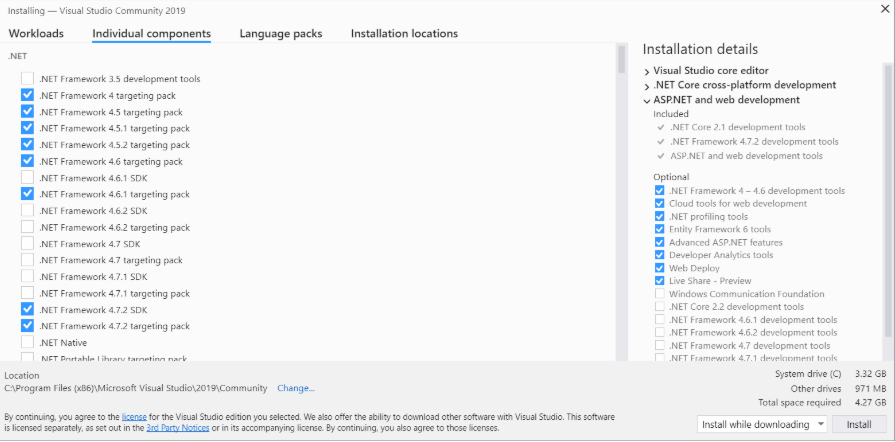 Installing — Visual Studio Community 2019
Workloads
Individual components
Language packs
Installation locations
.NET
.NET Framework 3.5 development tools
.NET Framework 4 targeting pack
.NET Framework 4.5 targeting pack
.NET Framework 4.5.1 targeting pack
.NET Framework 4.5.2 targeting pack
.NET Framework 4.6 targeting pack
.NET Framework 4.6.1 SDK
.NET Framework 4.6.1 targeting pack
.NET Framework 4.6.2 SDK
.NET Framework 4.6.2 targeting pack
.NET Framework 4.7 SDK
.NET Framework 4.7 targeting pack
.NET Framework 4.7.1 SDK
.NET Framework 4.7.1 targeting pack
.NET Framework 4.7.2 SDK
.NET Framework 4.7.2 targeting pack
.NET Native
.NET Portable Library targeting pack
Installation details
Visual Studio core editor
.NET Core cross-platform development
ASP.NET and web development
Included
.NET Core 2.1 development tools
.NET Framework 4.7.2 development tools
ASP.NET and web development tools
Optional
.NET Framework 4 – 4.6 development tools
Cloud tools for web development
.NET profiling tools
Entity Framework 6 tools
Advanced ASP.NET features
Developer Analytics tools
Web Deploy
Live Share - Preview
Windows Communication Foundation
.NET Core 2.2 development tools
.NET Framework 4.6.1 development tools
.NET Framework 4.6.2 development tools
.NET Framework 4.7 development tools
.NET Framework 4.7.1 development tools
Location
C:\Program Files (x86)\Microsoft Visual Studio\2019\Community Change...
System drive (C) 3.32 GB
Other drives 971 MB
Total space required 4.27 GB
By continuing, you agree to the license for the Visual Studio edition you selected. We also offer the ability to download other software with Visual Studio. This software
is licensed separately, as set out in the 3rd Party Notices or in its accompanying license. By continuing, you also agree to those licenses.
Install while downloading
Install